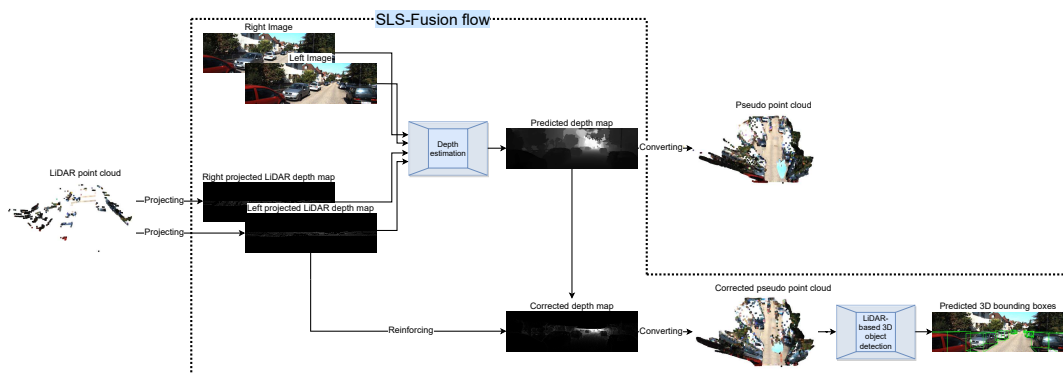 SLS-Fusion flow
Right Image
Left Image
Depth
estimation
Predicted depth map
Converting
Pseudo point cloud
LiDAR point cloud
Projecting
Right projected LiDAR depth map
Projecting
Left projected LiDAR depth map
Reinforcing
Corrected depth map
Converting
Corrected pseudo point cloud
LiDAR-
based 3D
object
detection
Predicted 3D bounding boxes